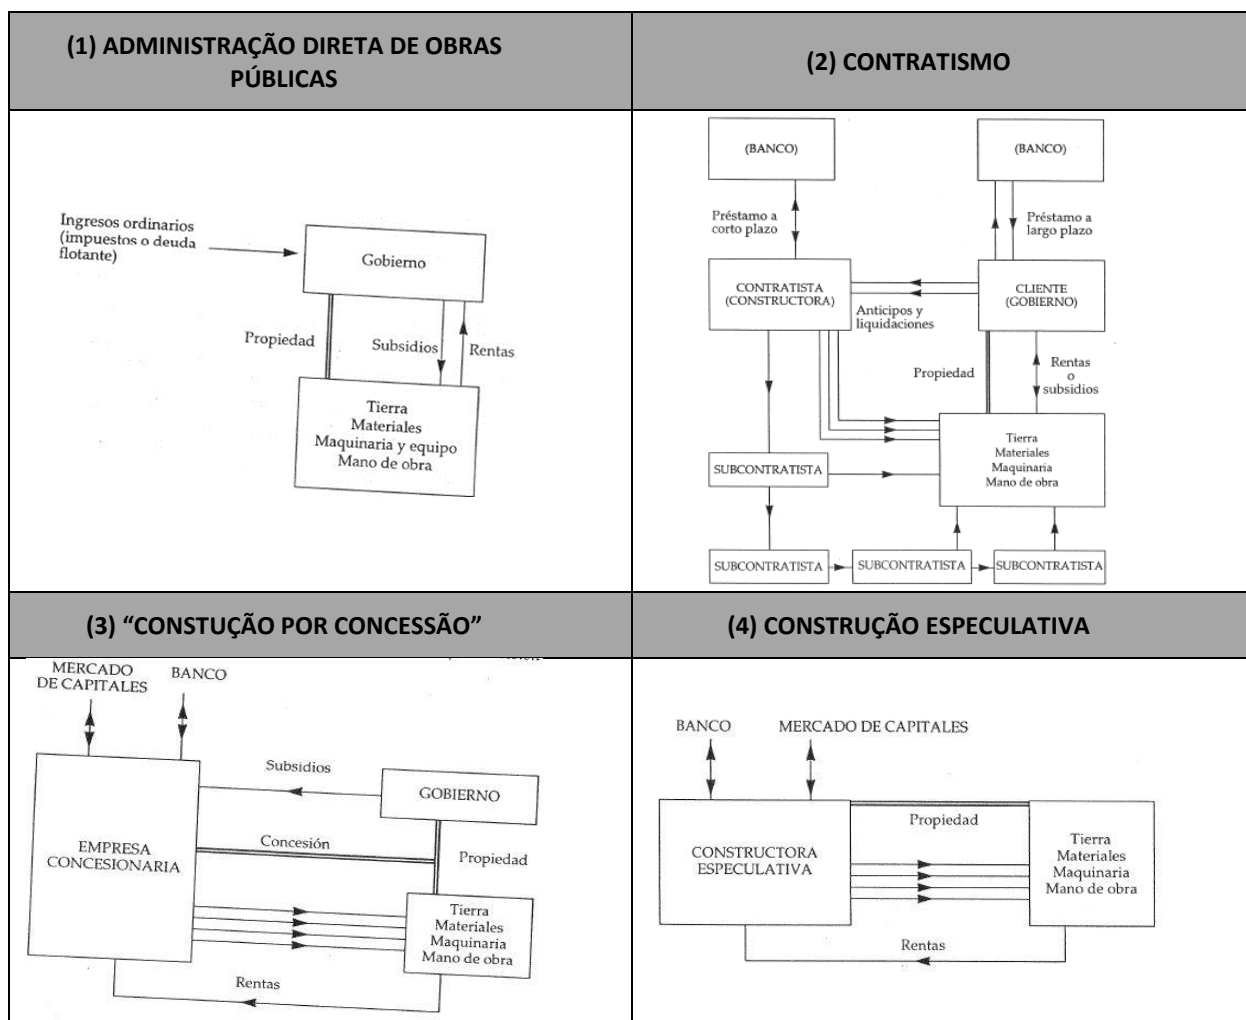 (1) ADMINISTRAÇÃO DIRETA DE OBRAS
PÚBLICAS
(2) CONTRATISMO
Ingresos ordinarios
(impuestos o deuda
flotante)
Gobierno
Propiedad
Subsidios
Rentas
Tierra
Materiales
Maquinaria y equipo
Mano de obra
(BANCO)
(BANCO)
Préstamo a
corto plazo
Préstamo a
largo plazo
CONTRATISTA
(CONSTRUCTORA)
CLIENTE
(GOBIERNO)
Anticipos y
liquidaciones
Propiedad
Rentas
o
subsidios
Tierra
Materiales
Maquinaria
Mano de obra
SUBCONTRATISTA
SUBCONTRATISTA
SUBCONTRATISTA
SUBCONTRATISTA
(3) “CONSTUÇÃO POR CONCESSÃO”
(4) CONSTRUÇÃO ESPECULATIVA
MERCADO
DE CAPITALES
BANCO
Subsidios
GOBIERNO
EMPRESA
CONCESIONARIA
Concesión
Propiedad
Tierra
Materiales
Maquinaria
Mano de obra
Rentas
BANCO
MERCADO DE CAPITALES
CONSTRUCTORA
ESPECULATIVA
Propiedad
Tierra
Materiales
Maquinaria
Mano de obra
Rentas